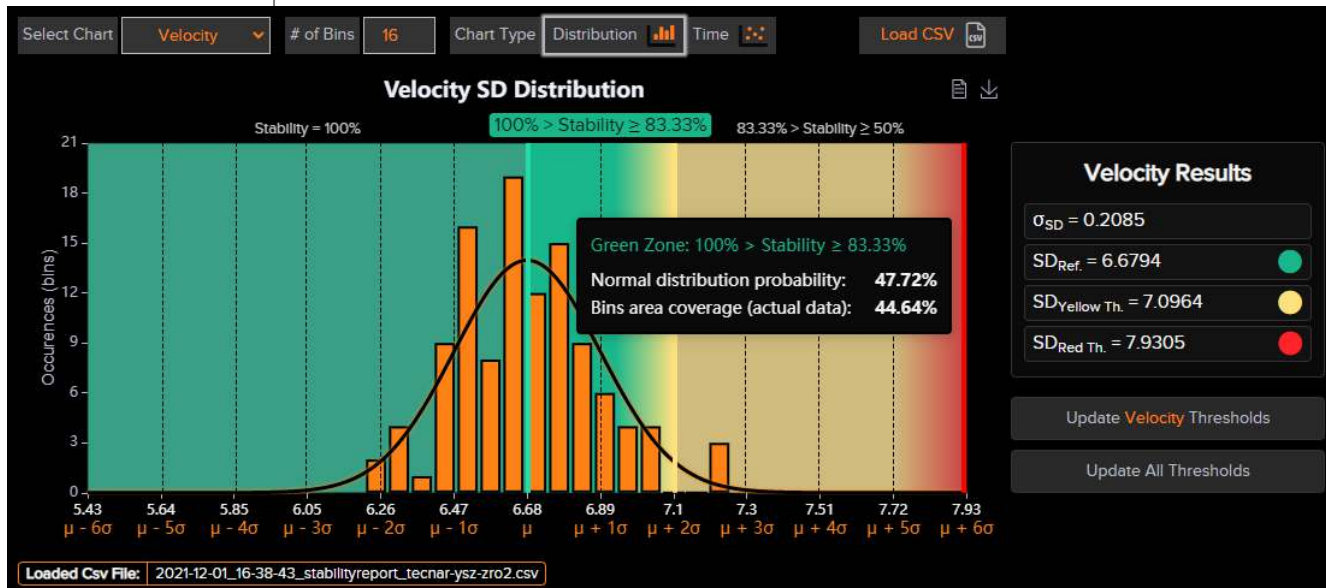 Select Chart Velocity # of Bins 16 Chart Type Distribution Time Load CSV CSV
Velocity SD Distribution
Stability = 100% 100% > Stability ≥ 83.33% 83.33% > Stability ≥ 50%
21
18
15
12
9
6
3
0
Occurences (bins)
Green Zone: 100% > Stability ≥ 83.33%
Normal distribution probability: 47.72%
Bins area coverage (actual data): 44.64%
5.43 5.64 5.85 6.05 6.26 6.47 6.68 6.89 7.1 7.3 7.51 7.72 7.93
μ - 6σ μ - 5σ μ - 4σ μ - 3σ μ - 2σ μ - 1σ μ μ + 1σ μ + 2σ μ + 3σ μ + 4σ μ + 5σ μ + 6σ
Velocity Results
σSD = 0.2085
SDRef. = 6.6794
SDYellow Th. = 7.0964
SDRed Th. = 7.9305
Update Velocity Thresholds
Update All Thresholds
Loaded Csv File: 2021-12-01_16-38-43_stabilityreport_tecnar-ysz-zro2.csv